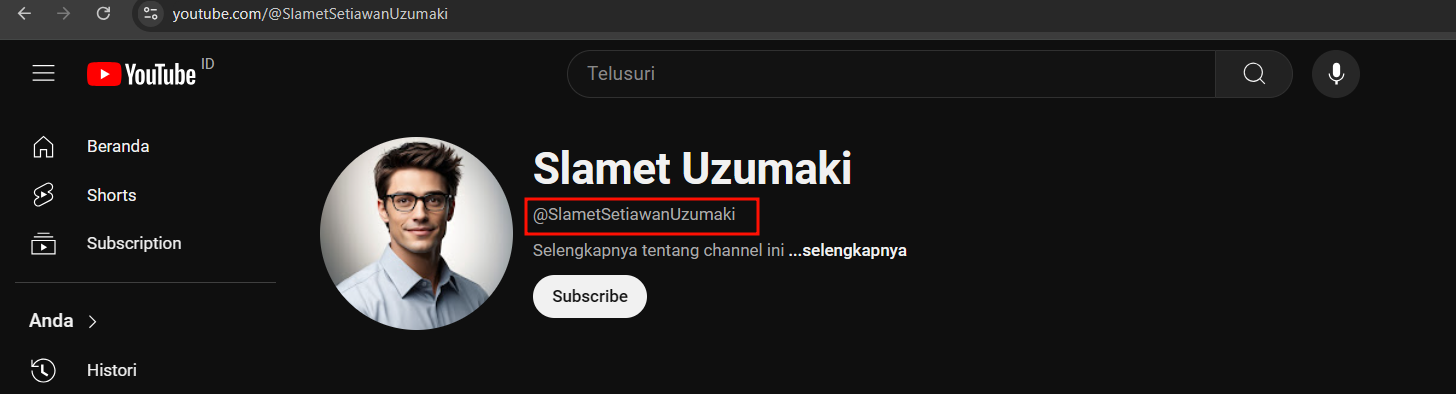 youtube.com/@SlametSetiawanUzumaki
YouTube ID
Telusuri
Beranda
Shorts
Subscription
Anda
Histori
Slamet Uzumaki
@SlametSetiawanUzumaki
Selengkapnya tentang channel ini ...selengkapnya
Subscribe